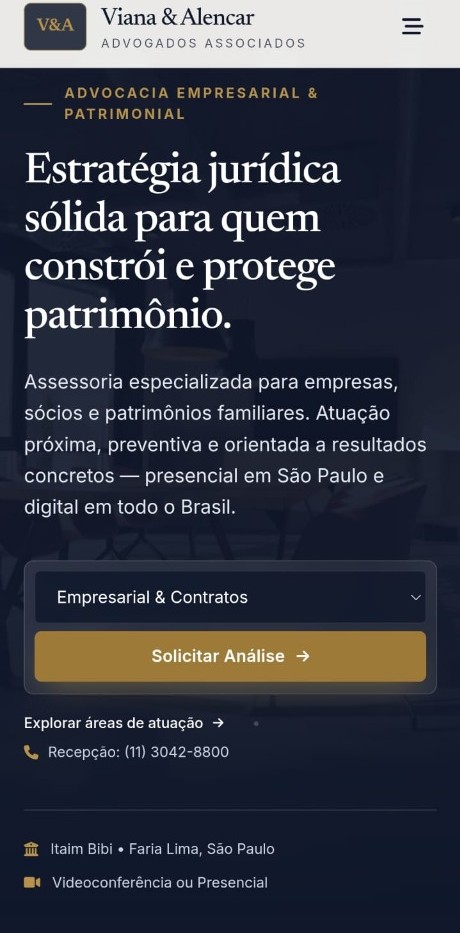 V&A
Viana & Alencar
ADVOGADOS ASSOCIADOS
ADVOCACIA EMPRESARIAL &
PATRIMONIAL
Estratégia jurídica
sólida para quem
constrói e protege
patrimônio.
Assessoria especializada para empresas,
sócios e patrimônios familiares. Atuação
próxima, preventiva e orientada a resultados
concretos — presencial em São Paulo e
digital em todo o Brasil.
Empresarial & Contratos
Solicitar Análise →
Explorar áreas de atuação →
Recepção: (11) 3042-8800
Itaim Bibi • Faria Lima, São Paulo
Videoconferência ou Presencial